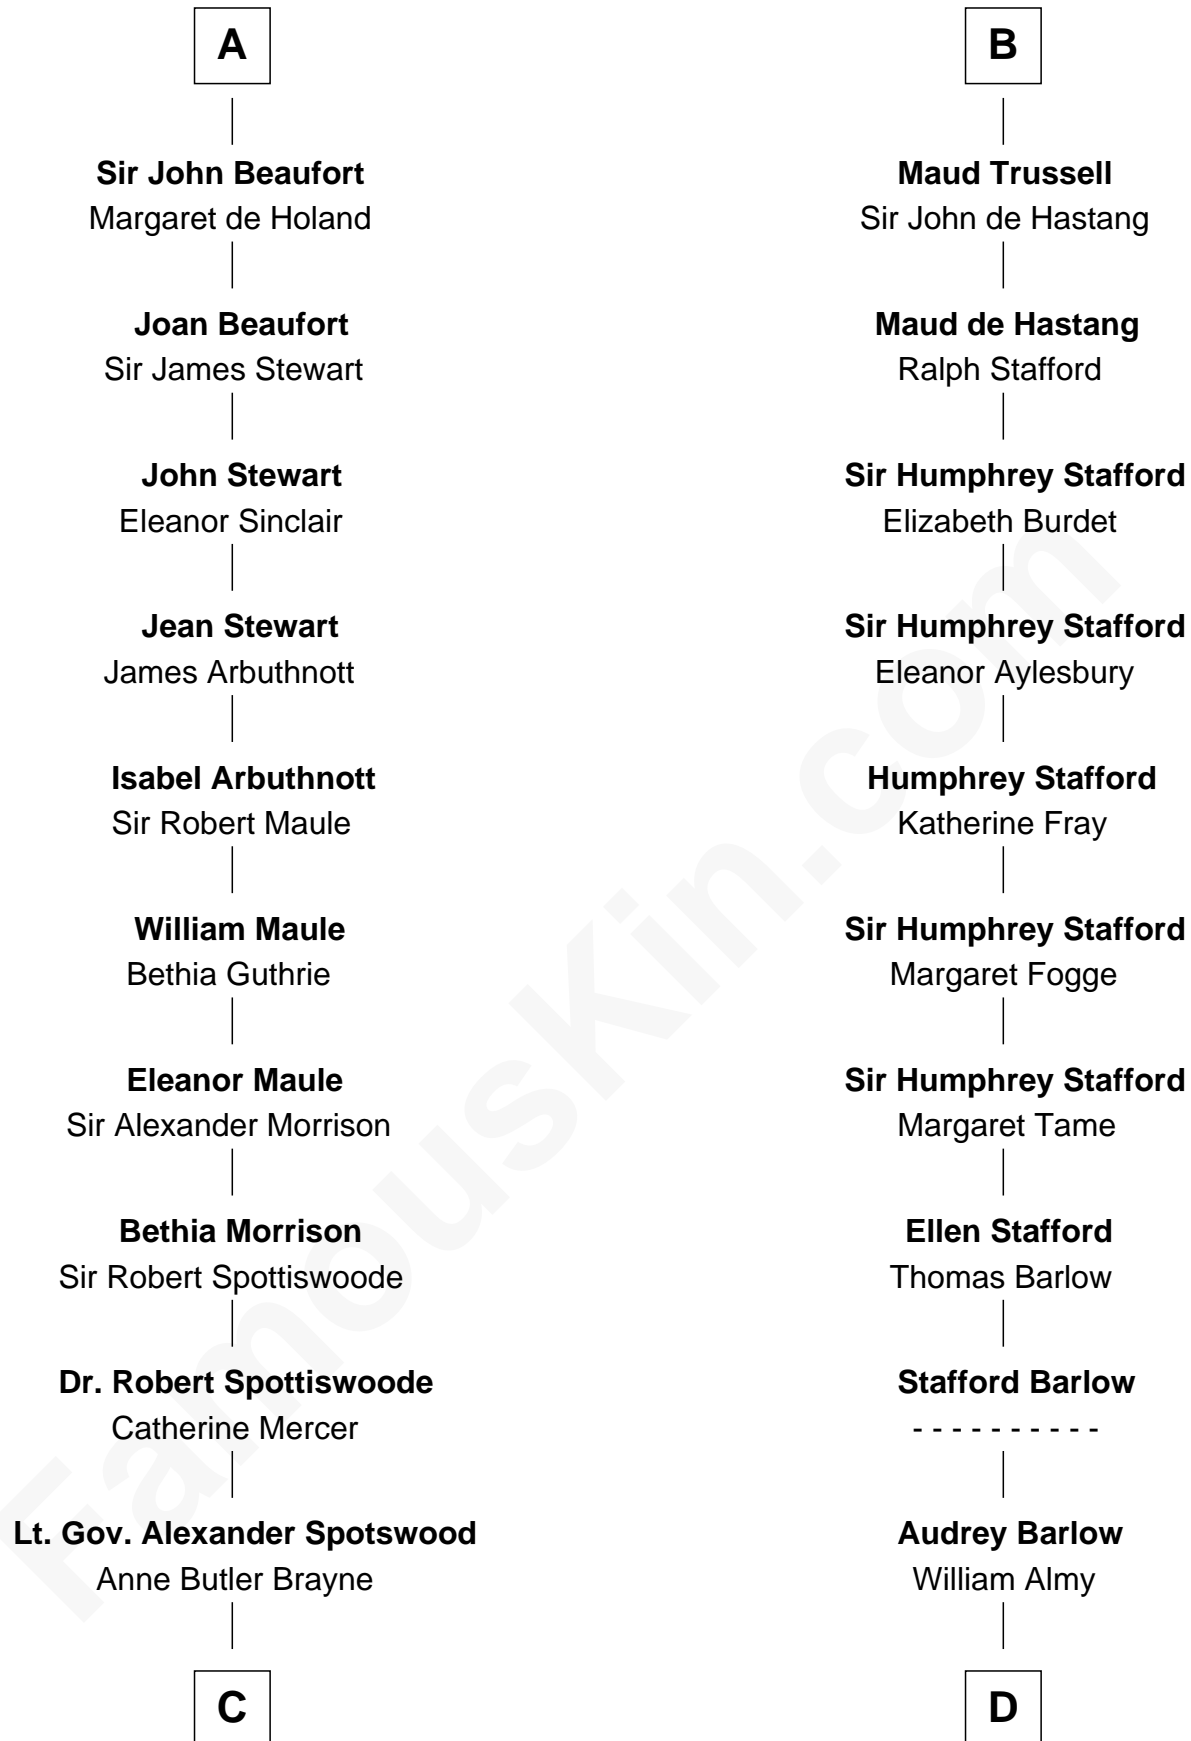 A
Sir John Beaufort
Margaret de Holand
Joan Beaufort
Sir James Stewart
John Stewart
Eleanor Sinclair
Jean Stewart
James Arbuthnott
Isabel Arbuthnott
Sir Robert Maule
William Maule
Bethia Guthrie
Eleanor Maule
Sir Alexander Morrison
Bethia Morrison
Sir Robert Spottiswoode
Dr. Robert Spottiswoode
Catherine Mercer
Lt. Gov. Alexander Spotswood
Anne Butler Brayne
C
B
Maud Trussell
Sir John de Hastang
Maud de Hastang
Ralph Stafford
Sir Humphrey Stafford
Elizabeth Burdet
Sir Humphrey Stafford
Eleanor Aylesbury
Humphrey Stafford
Katherine Fray
Sir Humphrey Stafford
Margaret Fogge
Sir Humphrey Stafford
Margaret Tame
Ellen Stafford
Thomas Barlow
Stafford Barlow
- - - - - - - - - -
Audrey Barlow
William Almy
D
FamousKin.com